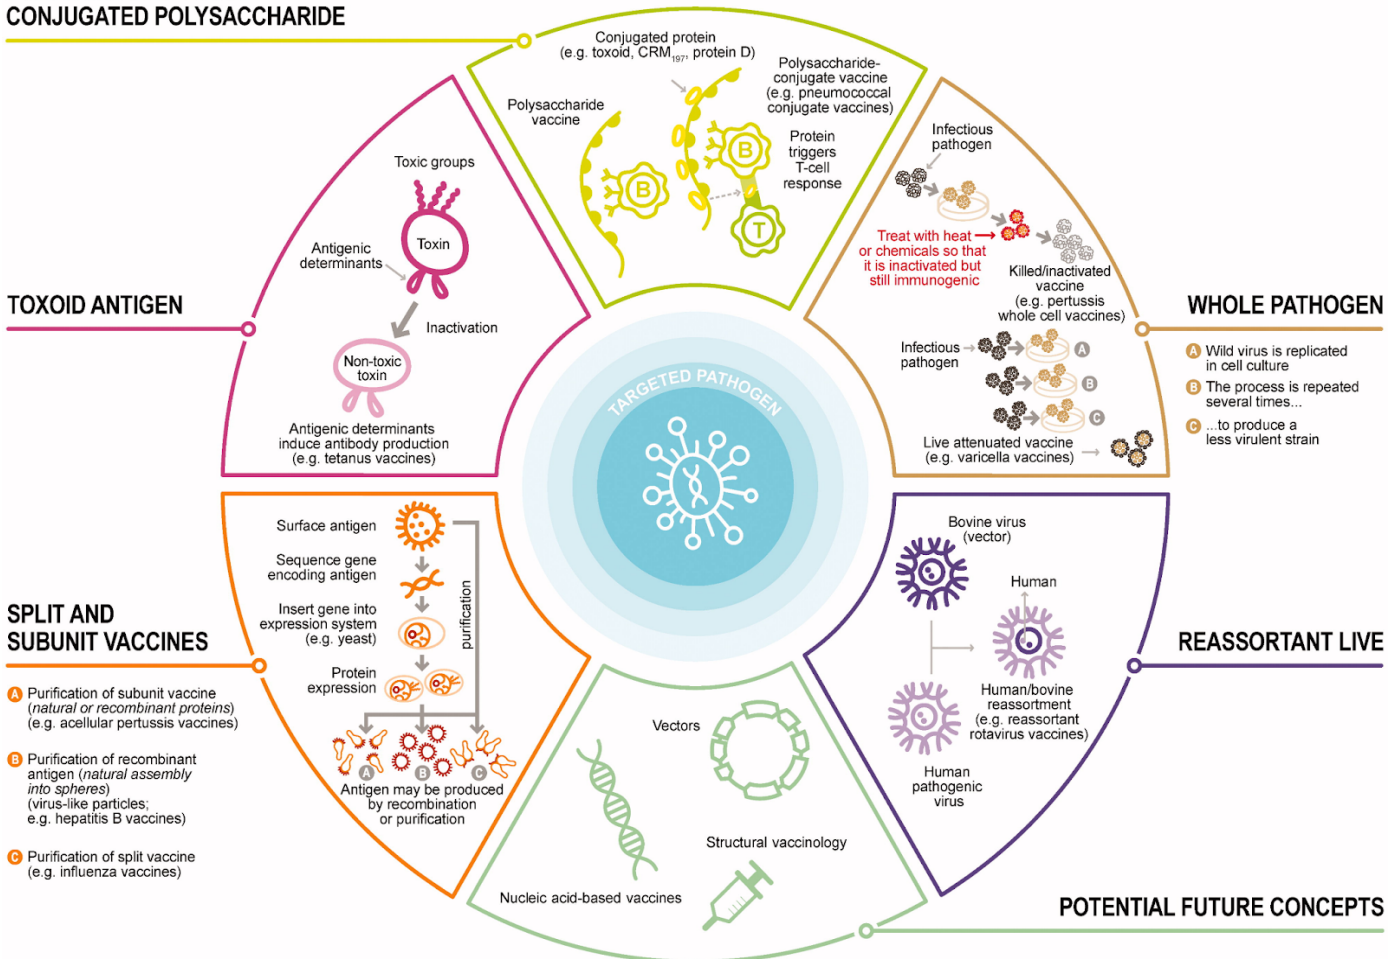 CONJUGATED POLYSACCHARIDE
Conjugated protein
(e.g. toxoid, CRM197, protein D)
Polysaccharide-
conjugate vaccine
(e.g. pneumococcal
conjugate vaccines)
Polysaccharide
vaccine
Protein
triggers
T-cell
response
B
B
T
TOXOID ANTIGEN
Toxic groups
Toxin
Antigenic
determinants
Inactivation
Non-toxic
toxin
Antigenic determinants
induce antibody production
(e.g. tetanus vaccines)
WHOLE PATHOGEN
Infectious
pathogen
Treat with heat
or chemicals so that
it is inactivated but
still immunogenic
Killed/inactivated
vaccine
(e.g. pertussis
whole cell vaccines)
Infectious
pathogen
A
B
C
Live attenuated vaccine
(e.g. varicella vaccines)
A Wild virus is replicated
in cell culture
B The process is repeated
several times...
C ...to produce a
less virulent strain
TARGETED PATHOGEN
SPLIT AND
SUBUNIT VACCINES
A Purification of subunit vaccine
(natural or recombinant proteins)
(e.g. acellular pertussis vaccines)
B Purification of recombinant
antigen (natural assembly
into spheres)
(virus-like particles;
e.g. hepatitis B vaccines)
C Purification of split vaccine
(e.g. influenza vaccines)
Surface antigen
Sequence gene
encoding antigen
Insert gene into
expression system
(e.g. yeast)
Protein
expression
purification
A
B
C
Antigen may be produced
by recombination
or purification
REASSORTANT LIVE
Bovine virus
(vector)
Human
Human/bovine
reassortment
(e.g. reassortant
rotavirus vaccines)
Human
pathogenic
virus
POTENTIAL FUTURE CONCEPTS
Vectors
Structural vaccinology
Nucleic acid-based vaccines